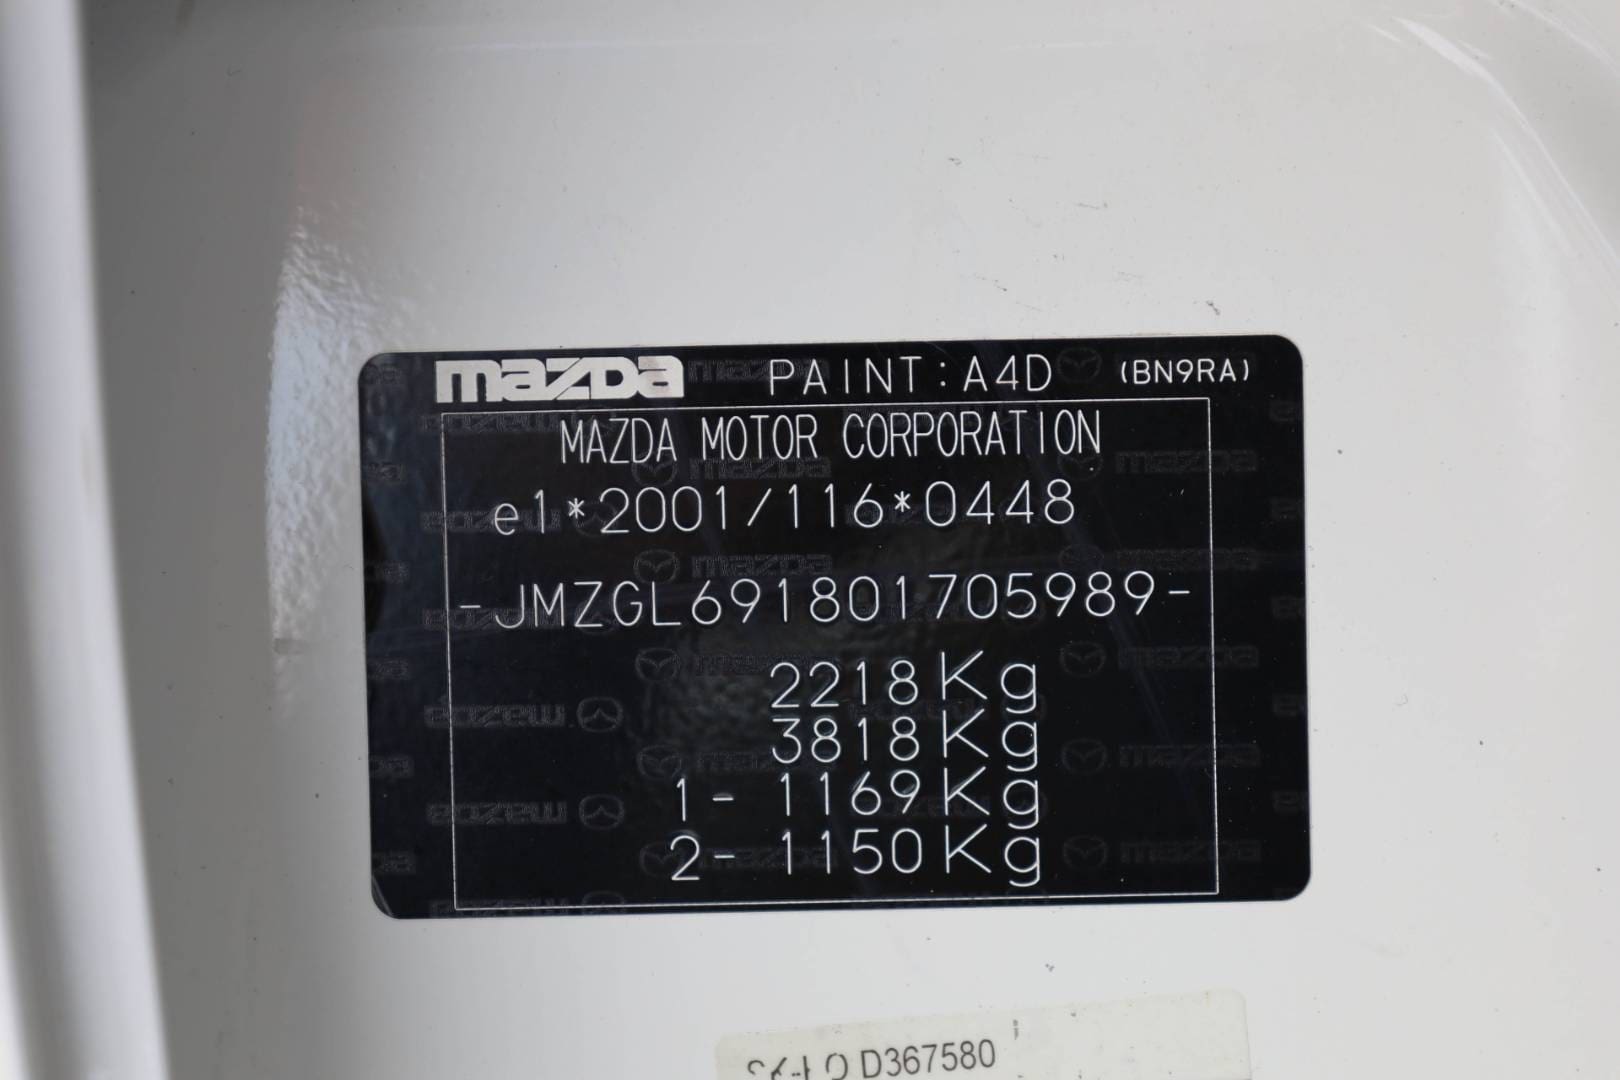 mazda PAINT:A4D (BN9RA)
MAZDA MOTOR CORPORATION
e1*2001/116*0448
-JMZGL691801705989-
2218Kg
3818Kg
1- 1169Kg
2- 1150Kg
D367580